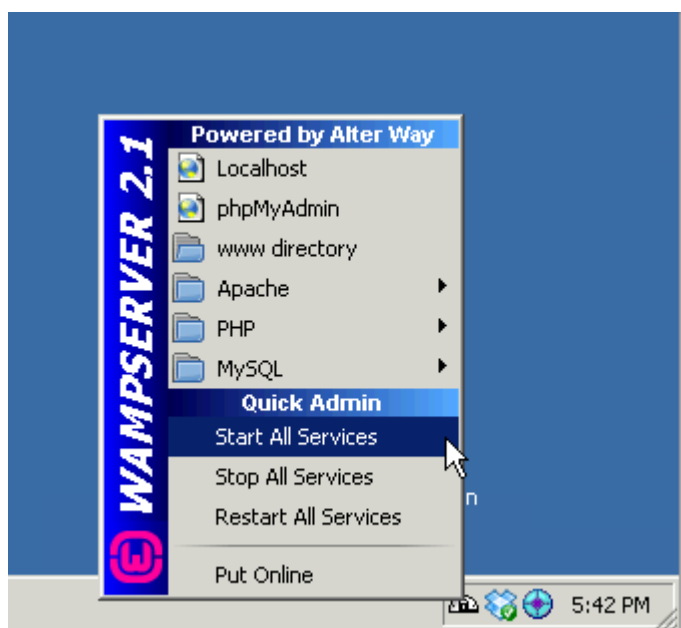 WAMPSERVER 2.1
Powered by Alter Way
Localhost
phpMyAdmin
www directory
Apache
PHP
MySQL
Quick Admin
Start All Services
Stop All Services
Restart All Services
Put Online
n
5:42 PM